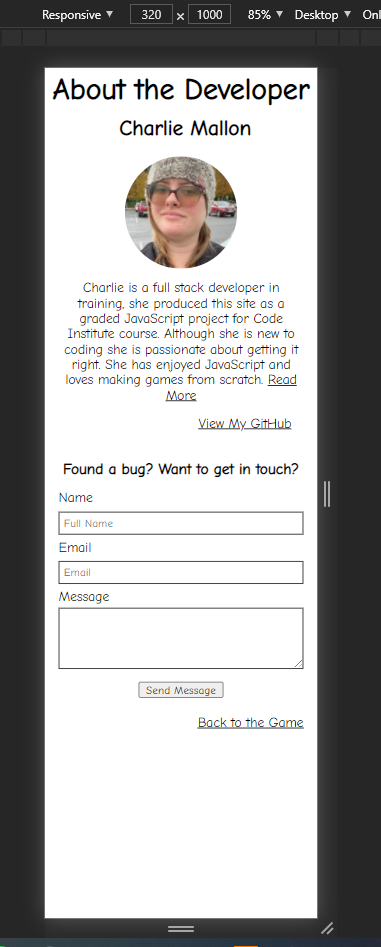 Responsive ▼ 320 × 1000 85% ▼ Desktop ▼ Onl
About the Developer
Charlie Mallon
Charlie is a full stack developer in
training, she produced this site as a
graded JavaScript project for Code
Institute course. Although she is new to
coding she is passionate about getting it
right. She has enjoyed JavaScript and
loves making games from scratch. Read
More
View My GitHub
Found a bug? Want to get in touch?
Name
Full Name
Email
Email
Message
Send Message
Back to the Game